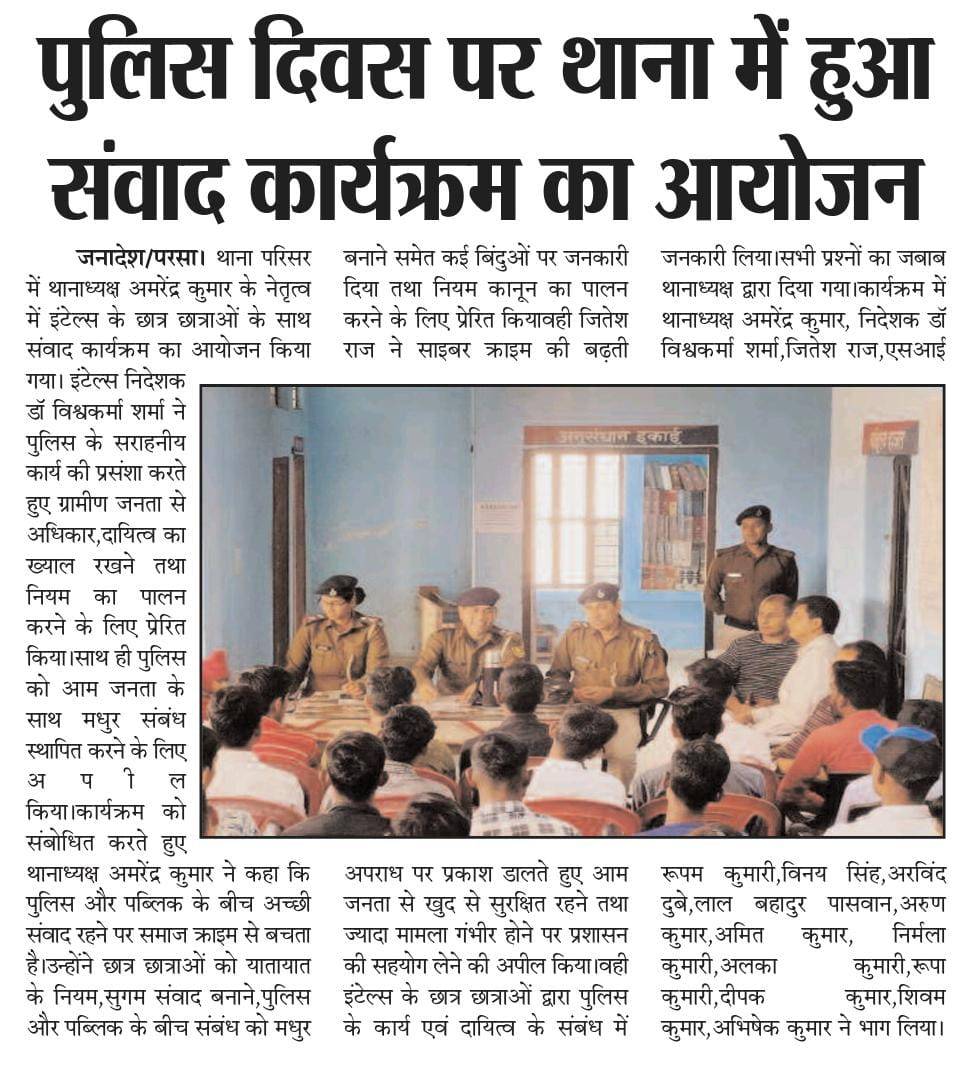 पुलिस दिवस पर थाना में हुआ
संवाद कार्यक्रम का आयोजन
जनादेश/परसा। थाना परिसर
में थानाध्यक्ष अमरेंद्र कुमार के नेतृत्व
में इंटेल्स के छात्र छात्राओं के साथ
संवाद कार्यक्रम का आयोजन किया
गया। इंटेल्स निदेशक
डॉ विश्वकर्मा शर्मा ने
पुलिस के सराहनीय
कार्य की प्रसंशा करते
हुए ग्रामीण जनता से
अधिकार,दायित्व का
ख्याल रखने तथा
नियम का पालन
करने के लिए प्रेरित
किया।साथ ही पुलिस
को आम जनता के
साथ मधुर संबंध
स्थापित करने के लिए
अ प ी ल
किया।कार्यक्रम को
संबोधित करते हुए
थानाध्यक्ष अमरेंद्र कुमार ने कहा कि
पुलिस और पब्लिक के बीच अच्छी
संवाद रहने पर समाज क्राइम से बचता
है।उन्होंने छात्र छात्राओं को यातायात
के नियम,सुगम संवाद बनाने,पुलिस
और पब्लिक के बीच संबंध को मधुर
बनाने समेत कई बिंदुओं पर जनकारी
दिया तथा नियम कानून का पालन
करने के लिए प्रेरित कियावही जितेश
राज ने साइबर क्राइम की बढ़ती
अनुसंधान इकाई
अपराध पर प्रकाश डालते हुए आम
जनता से खुद से सुरक्षित रहने तथा
ज्यादा मामला गंभीर होने पर प्रशासन
की सहयोग लेने की अपील किया।वही
इंटेल्स के छात्र छात्राओं द्वारा पुलिस
के कार्य एवं दायित्व के संबंध में
जनकारी लिया।सभी प्रश्नों का जबाब
थानाध्यक्ष द्वारा दिया गया।कार्यक्रम में
थानाध्यक्ष अमरेंद्र कुमार, निदेशक डॉ
विश्वकर्मा शर्मा,जितेश राज,एसआई
रूपम कुमारी,विनय सिंह,अरविंद
दुबे,लाल बहादुर पासवान,अरुण
कुमार,अमित कुमार, निर्मला
कुमारी,अलका कुमारी,रूपा
कुमारी,दीपक कुमार,शिवम
कुमार,अभिषेक कुमार ने भाग लिया।